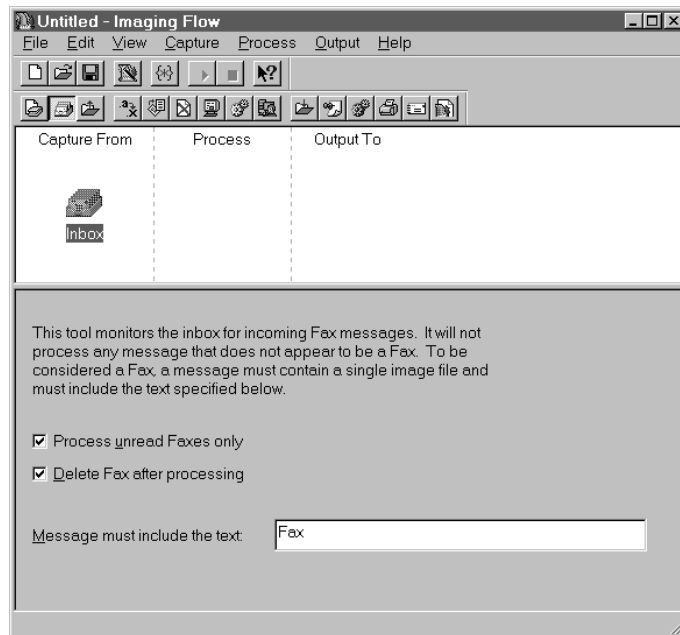 Untitled - Imaging Flow
File Edit View Capture Process Output Help
Capture From Process Output To
Inbox
This tool monitors the inbox for incoming Fax messages. It will not
process any message that does not appear to be a Fax. To be
considered a Fax, a message must contain a single image file and
must include the text specified below.
Process unread Faxes only
Delete Fax after processing
Message must include the text: Fax